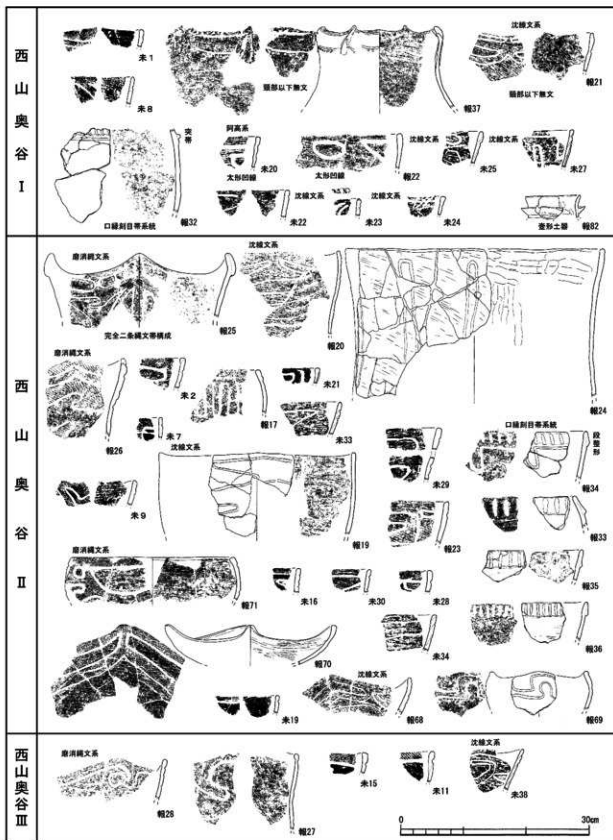 西山奥谷Ⅰ
未1
頸部以下無文
報37
沈線文系
報21
頸部以下無文
未8
突帯
報32
口縁刻目帯系統
阿高系
未20
太形凹線
太形凹線
報22
沈線文系
未25
沈線文系
未27
未22
沈線文系
未23
沈線文系
未24
壺形土器
報82
西山奥谷Ⅱ
磨消縄文系
報25
完全二条縄文帯構成
沈線文系
報20
報24
磨消縄文系
報26
未2
未7
報17
未21
未33
未9
沈線文系
報19
未29
報23
口縁刻目帯系統
段整形
報34
報33
報35
報36
磨消縄文系
報71
未16
未30
未28
未34
報70
未19
沈線文系
報68
報69
西山奥谷Ⅲ
磨消縄文系
報28
報27
未15
未11
沈線文系
未38
0 30cm